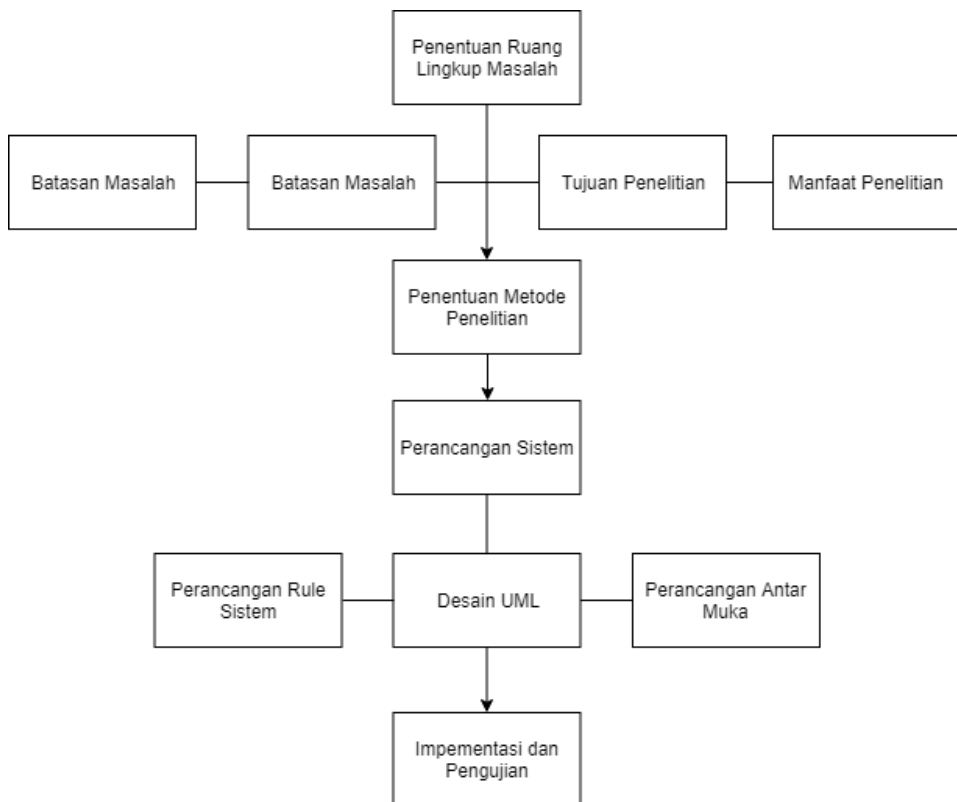 Penentuan Ruang
Lingkup Masalah
Batasan Masalah
Batasan Masalah
Tujuan Penelitian
Manfaat Penelitian
Penentuan Metode
Penelitian
Perancangan Sistem
Perancangan Rule
Sistem
Desain UML
Perancangan Antar
Muka
Impementasi dan
Pengujian